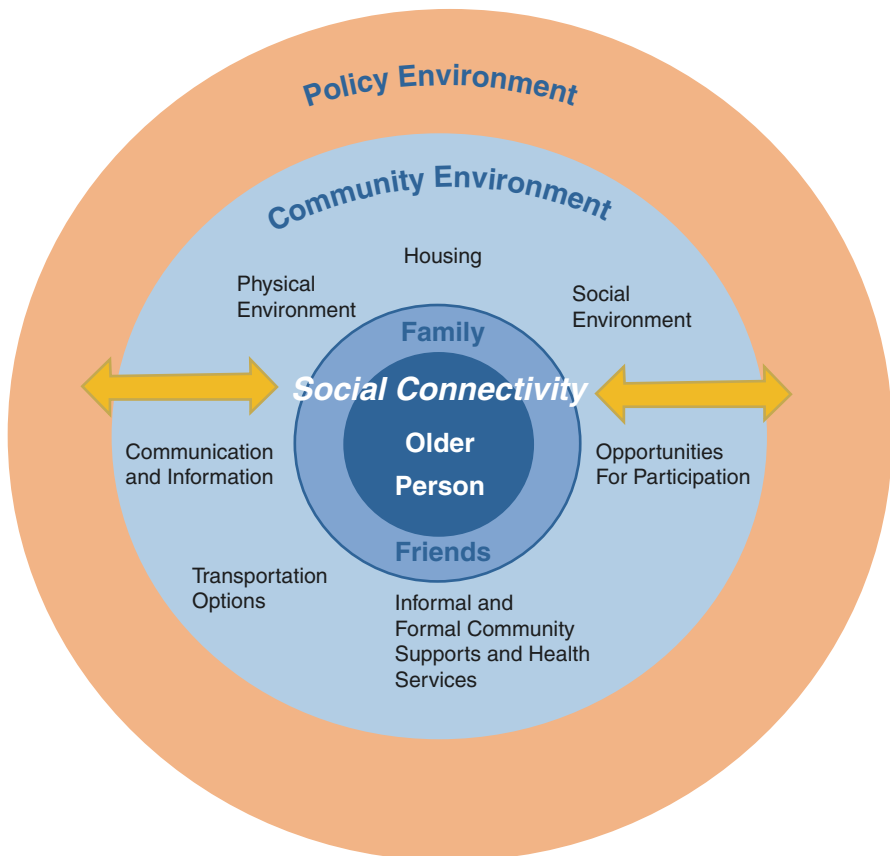 Policy Environment
Community Environment
Housing
Physical
Environment
Social
Environment
Family
Social Connectivity
Older
Person
Communication
and Information
Opportunities
For Participation
Friends
Transportation
Options
Informal and
Formal Community
Supports and Health
Services